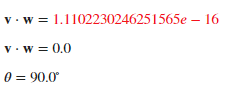 v · w = 1.1102230246251565e − 16
v · w = 0.0
θ = 90.0°